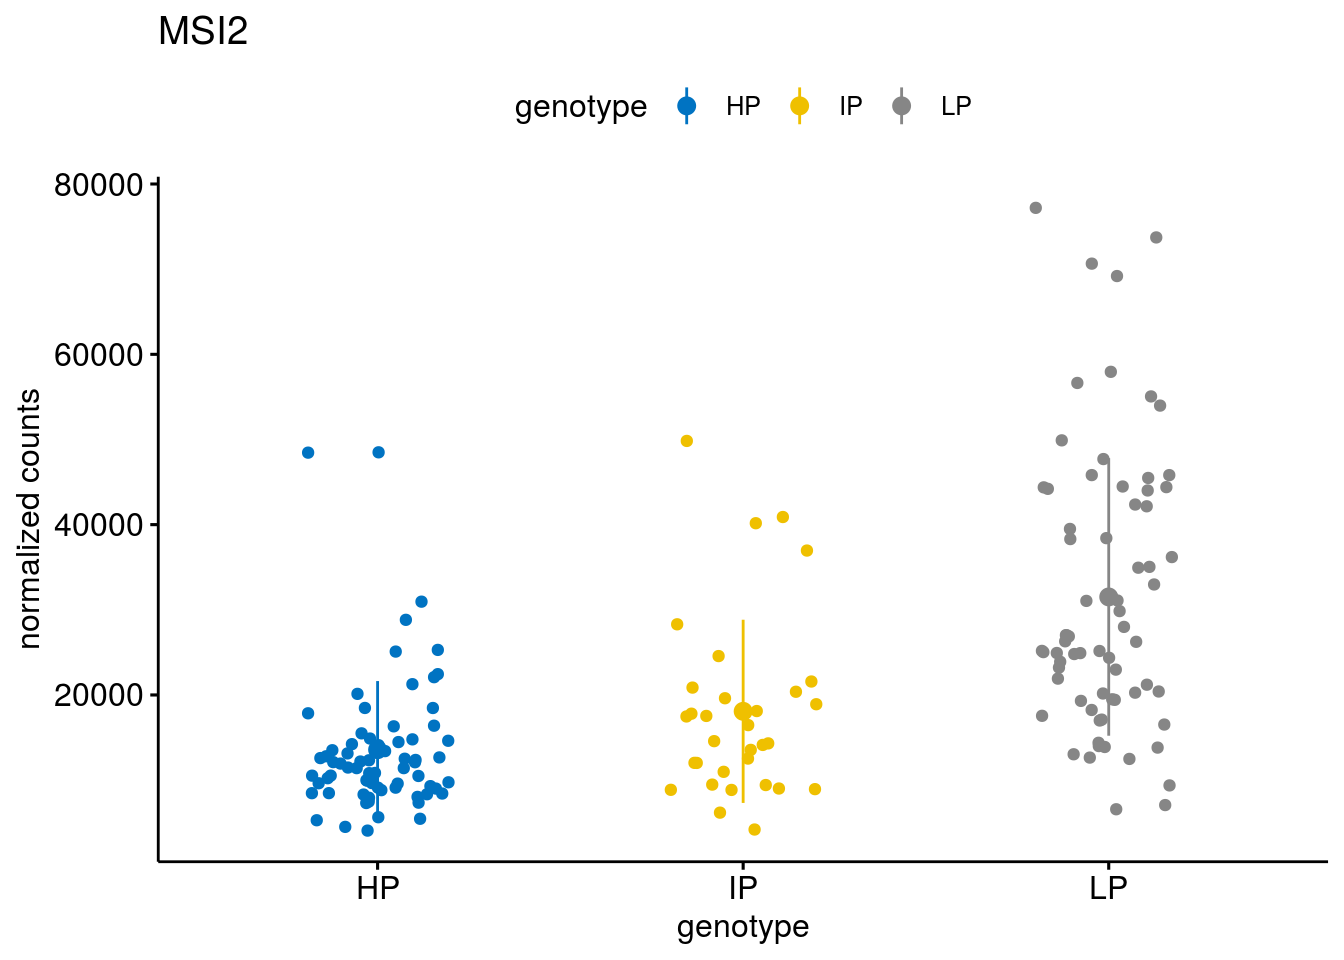 MSI2
genotype HP IP LP
80000
60000
40000
20000
normalized counts
HP IP LP
genotype